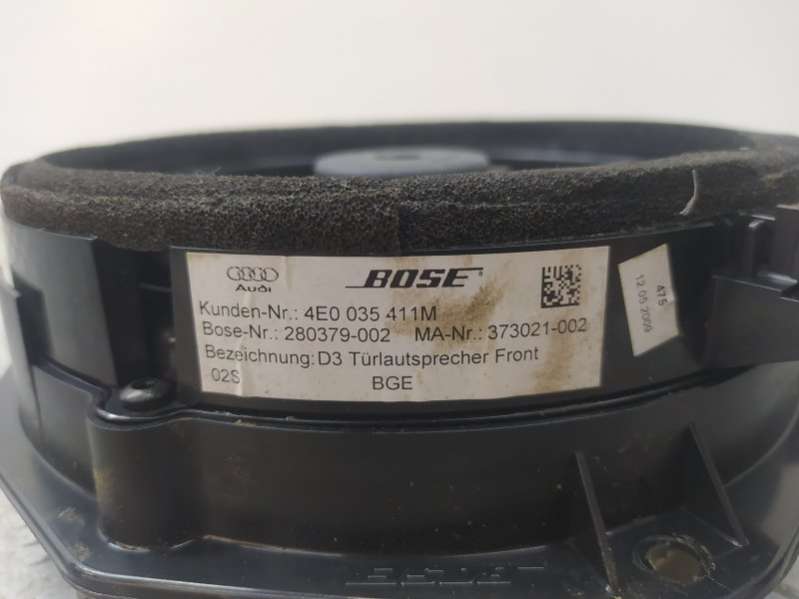 Audi BOSE
Kunden-Nr.: 4E0 035 411M
Bose-Nr.: 280379-002 MA-Nr.: 373021-002
Bezeichnung: D3 Türlautsprecher Front
02S BGE
475
12 05 2009